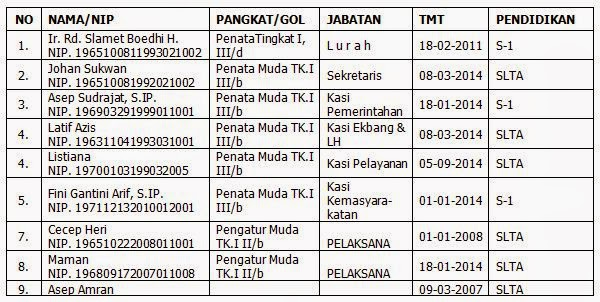 NO NAMA/NIP PANGKAT/GOL JABATAN TMT PENDIDIKAN
1. Ir. Rd. Slamet Boedhi H. NIP. 1965100811993021002 PenataTingkat I, III/d L u r a h 18-02-2011 S-1
2. Johan Sukwan NIP. 196510081992021002 Penata Muda TK.I III/b Sekretaris 08-03-2014 SLTA
3. Asep Sudrajat, S.IP. NIP. 196903291999011001 Penata Muda TK.I III/b Kasi Pemerintahan 18-01-2014 S-1
4. Latif Azis NIP. 196311041993031001 Penata Muda TK.I III/b Kasi Ekbang & LH 08-03-2014 SLTA
4. Listiana NIP. 19700103199032005 Penata Muda TK.I III/b Kasi Pelayanan 05-09-2014 SLTA
5. Fini Gantini Arif, S.IP. NIP. 197112132010012001 Penata Muda TK.I III/b Kasi Kemasyara-katan 01-01-2014 S-1
7. Cecep Heri NIP. 196510222008011001 Pengatur Muda TK.I II/b PELAKSANA 01-01-2008 SLTA
8. Maman NIP. 196809172007011008 Pengatur Muda TK.I II/b PELAKSANA 18-01-2014 SLTA
9. Asep Amran 09-03-2007 SLTA